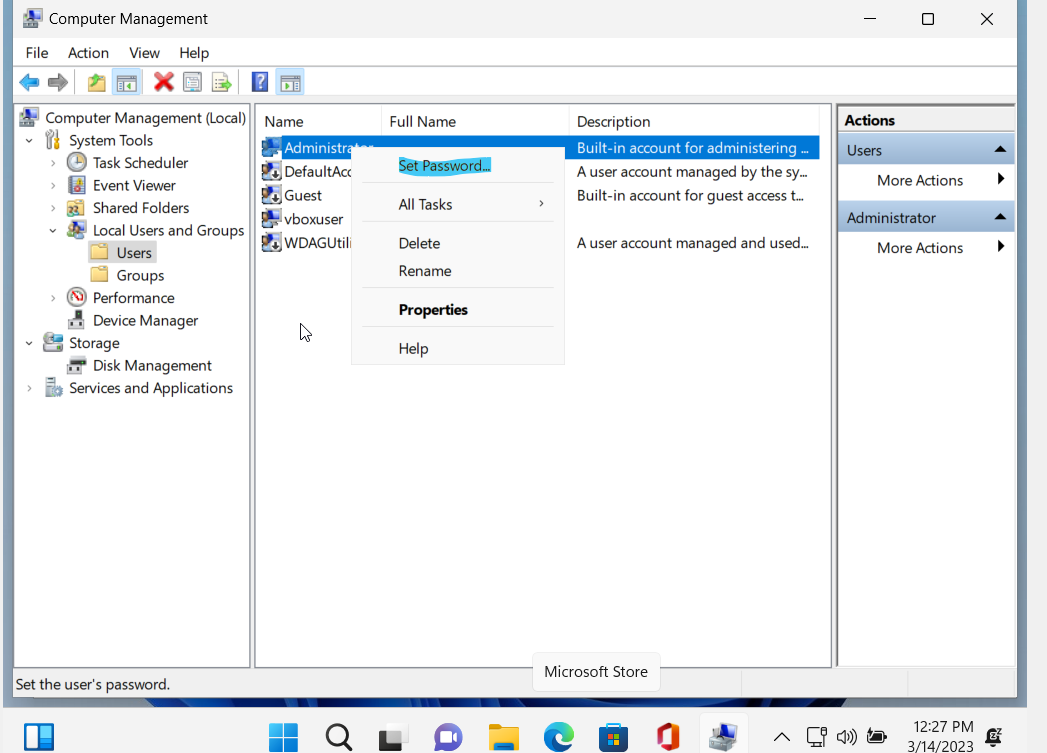 Computer Management
File Action View Help
Computer Management (Local)
System Tools
Task Scheduler
Event Viewer
Shared Folders
Local Users and Groups
Users
Groups
Performance
Device Manager
Storage
Disk Management
Services and Applications
Name Full Name Description
Administrator Built-in account for administering ...
DefaultAcc A user account managed by the sy...
Guest Built-in account for guest access t...
vboxuser
WDAGUtili A user account managed and used...
Set Password...
All Tasks
Delete
Rename
Properties
Help
Actions
Users
More Actions
Administrator
More Actions
Set the user's password.
Microsoft Store
12:27 PM
3/14/2023